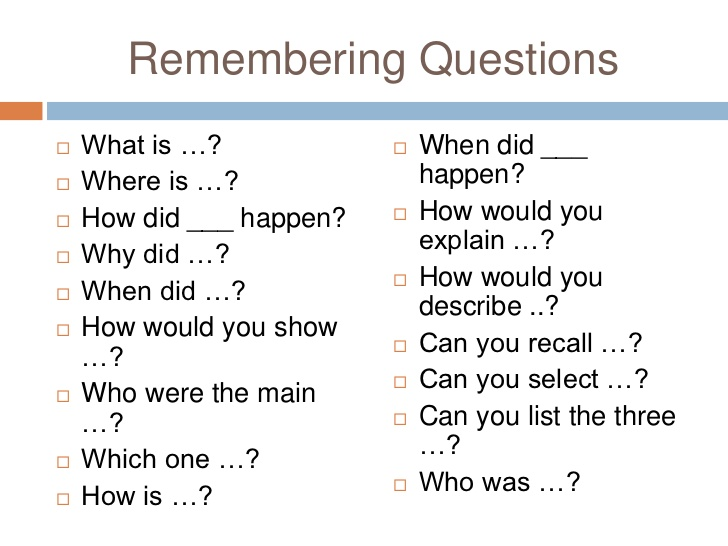 Remembering Questions
What is …?
Where is …?
How did ___ happen?
Why did …?
When did …?
How would you show
…?
Who were the main
…?
Which one …?
How is …?
When did ___
happen?
How would you
explain …?
How would you
describe ..?
Can you recall …?
Can you select …?
Can you list the three
…?
Who was …?